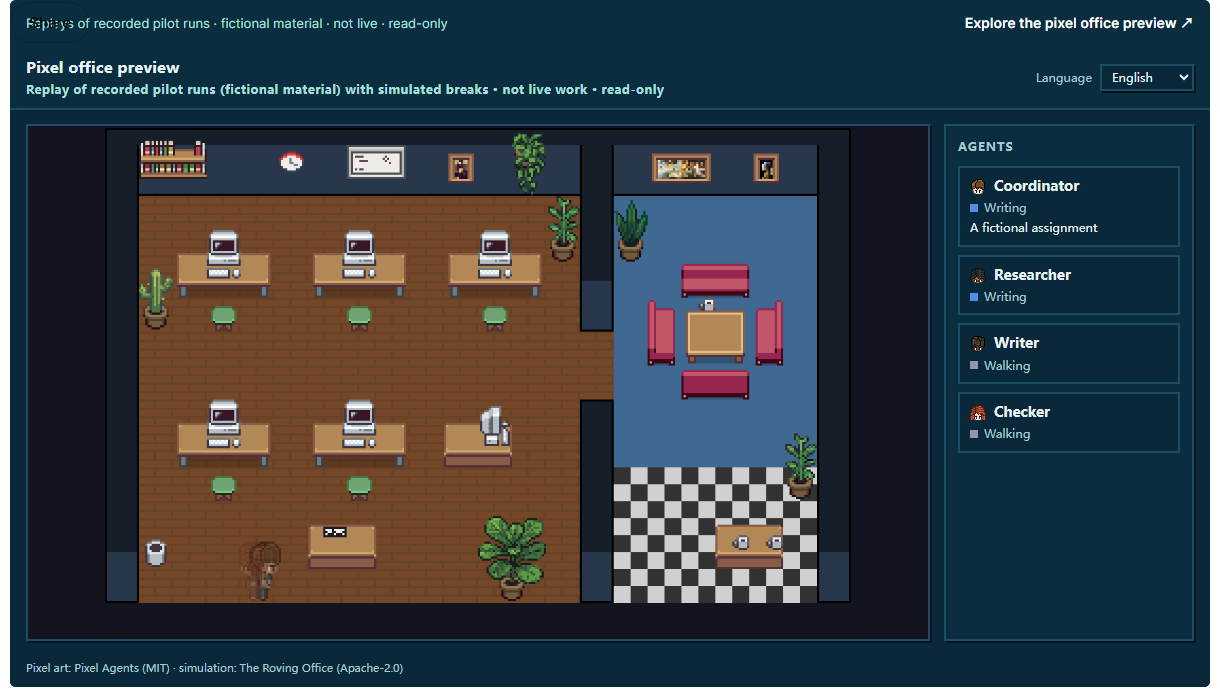 Replays of recorded pilot runs · fictional material · not live · read-only
Explore the pixel office preview ↗
Pixel office preview
Replay of recorded pilot runs (fictional material) with simulated breaks • not live work • read-only
Language
English
AGENTS
Coordinator
Writing
A fictional assignment
Researcher
Writing
Writer
Walking
Checker
Walking
Pixel art: Pixel Agents (MIT) · simulation: The Roving Office (Apache-2.0)